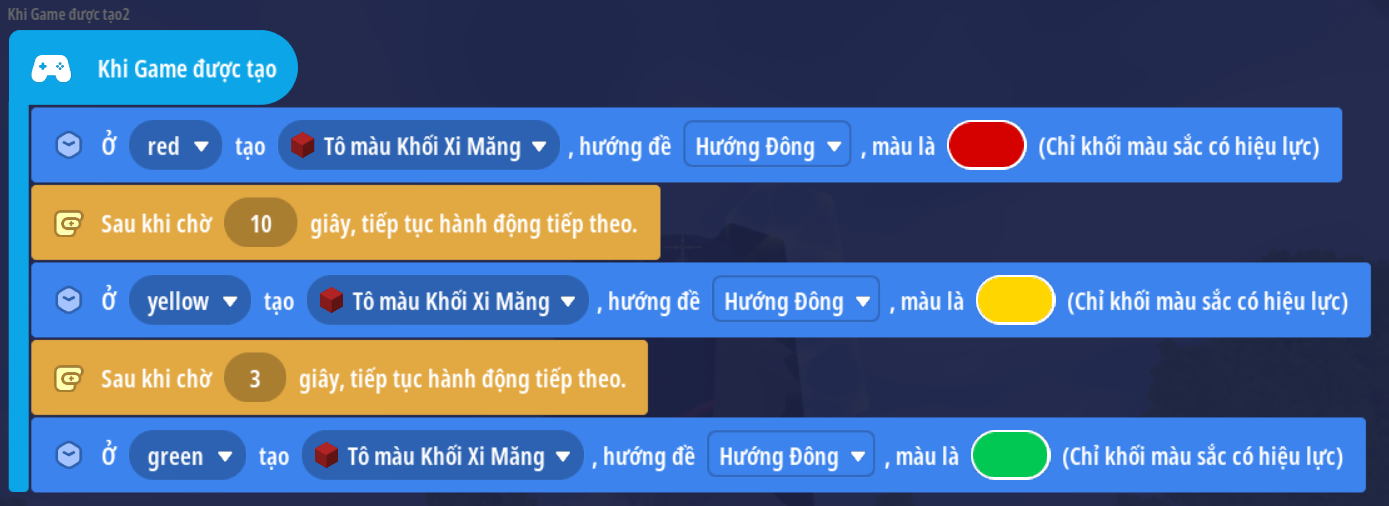 Khi Game được tạo2
Khi Game được tạo
Ở red tạo Tô màu Khối Xi Măng , hướng đề Hướng Đông , màu là (Chỉ khối màu sắc có hiệu lực)
Sau khi chờ 10 giây, tiếp tục hành động tiếp theo.
Ở yellow tạo Tô màu Khối Xi Măng , hướng đề Hướng Đông , màu là (Chỉ khối màu sắc có hiệu lực)
Sau khi chờ 3 giây, tiếp tục hành động tiếp theo.
Ở green tạo Tô màu Khối Xi Măng , hướng đề Hướng Đông , màu là (Chỉ khối màu sắc có hiệu lực)